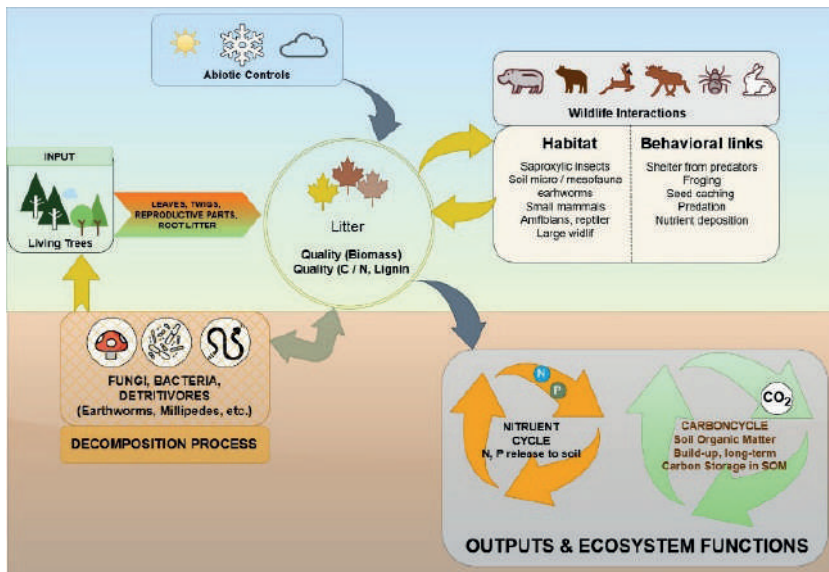 Abiotic Controls
Wildlife Interactions
Habitat
Saproxylic insects
Soil micro / mesofauna
earhworms
Small mammals
Amfibians, reptiler
Large widlif
Behavioral links
Shelter from predators
Froging
Seed caching
Predation
Nutrient deposition
INPUT
Living Trees
LEAVES, TWIGS,
REPRODUCTIVE PARTS,
ROOT LITTER
Litter
Quality (Biomass)
Quality (C / N, Lignin
FUNGI, BACTERIA,
DETRITIVORES
(Earthworms, Millipedes, etc.)
DECOMPOSITION PROCESS
N
P
NITRUENT
CYCLE
N, P release to soil
CO₂
CARBONCYCLE
Soil Organic Matter
Build-up, long-term
Carbon Storage in SOM
OUTPUTS & ECOSYSTEM FUNCTIONS